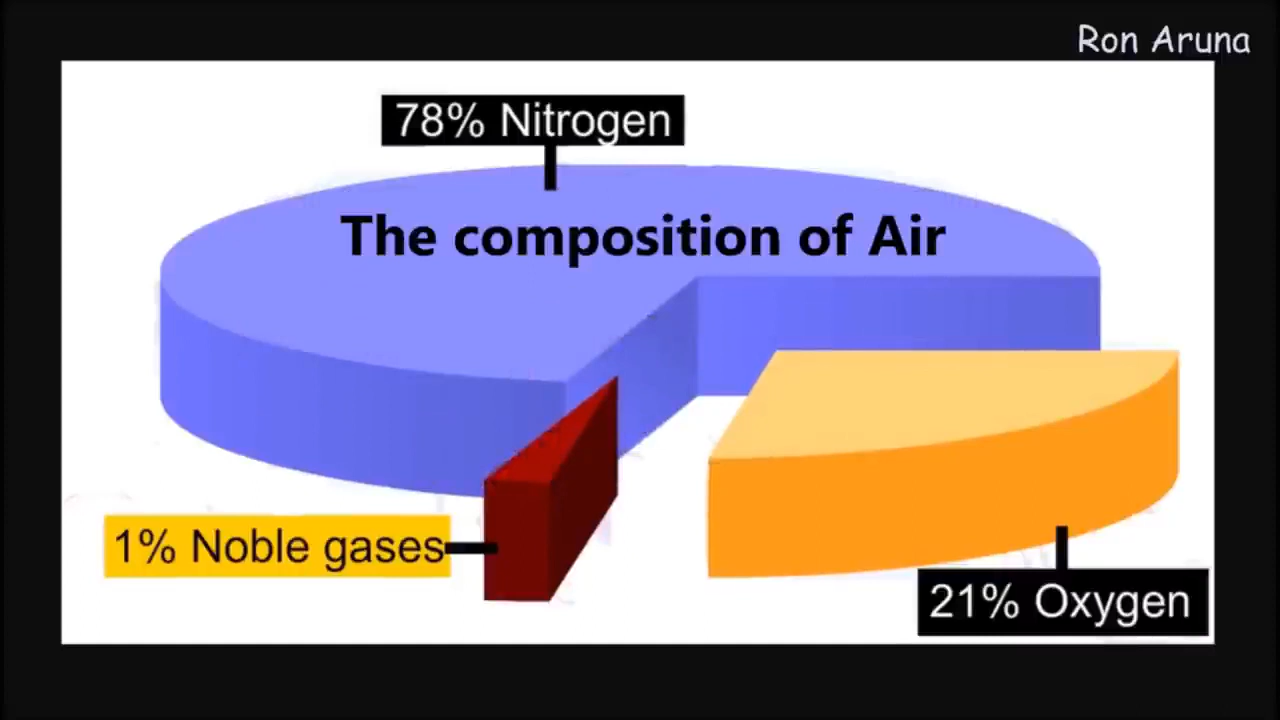 Ron Aruna
78% Nitrogen
The composition of Air
1% Noble gases
21% Oxygen